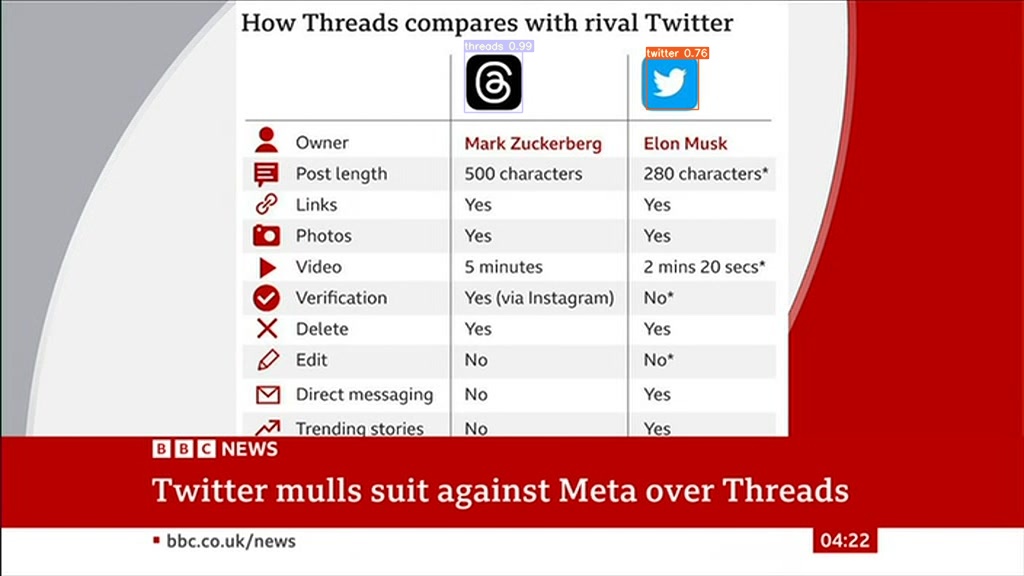 How Threads compares with rival Twitter
threads 0.99
twitter 0.76
Owner Mark Zuckerberg Elon Musk
Post length 500 characters 280 characters*
Links Yes Yes
Photos Yes Yes
Video 5 minutes 2 mins 20 secs*
Verification Yes (via Instagram) No*
Delete Yes Yes
Edit No No*
Direct messaging No Yes
Trending stories No Yes
BBC NEWS
Twitter mulls suit against Meta over Threads
bbc.co.uk/news
04:22